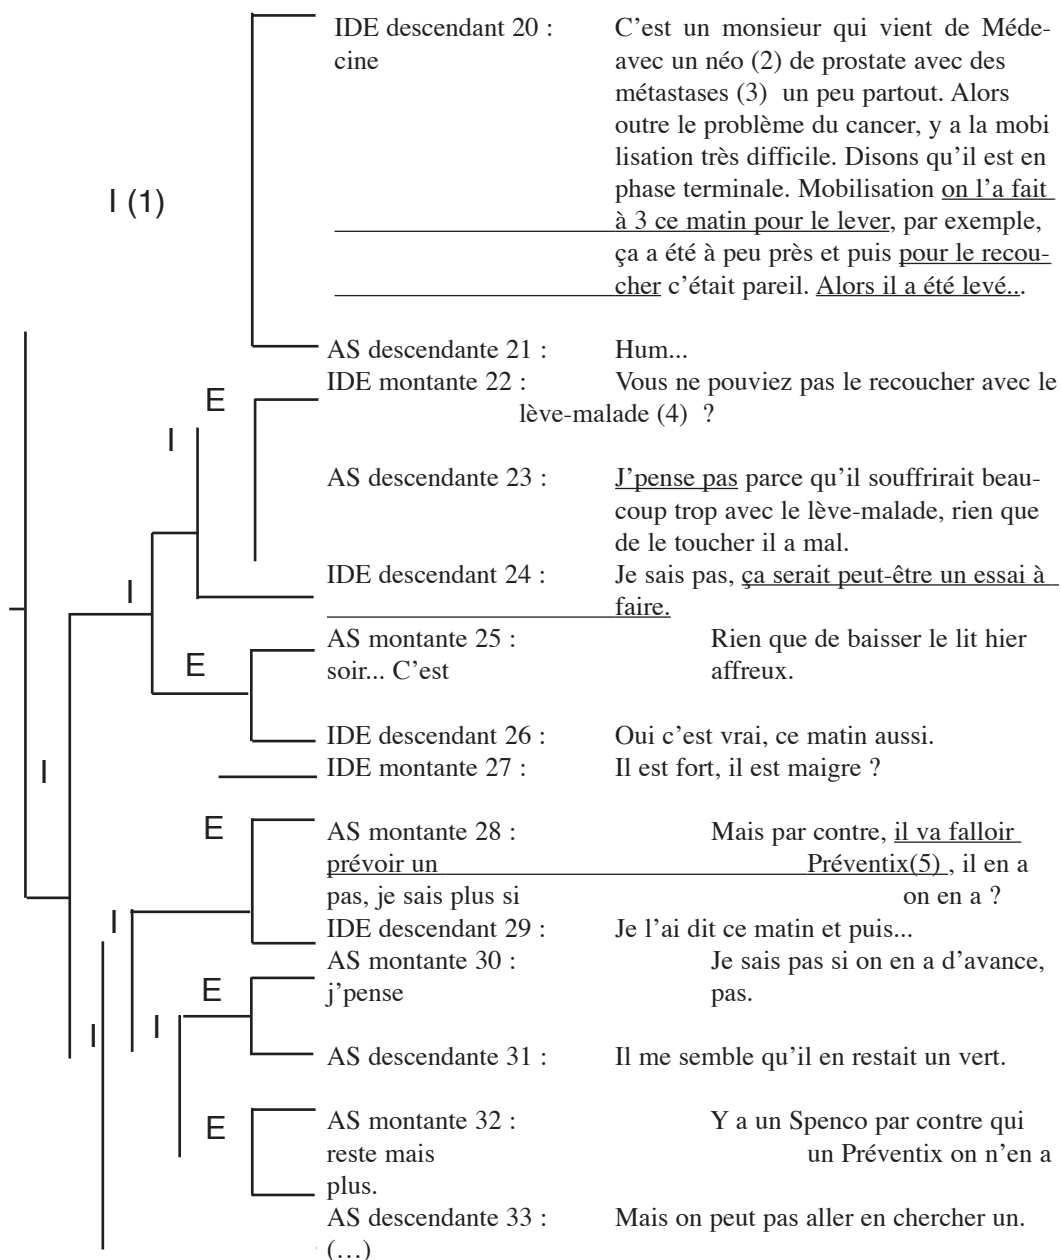 IDE descendant 20 : C’est un monsieur qui vient de Méde-
cine avec un néo (2) de prostate avec des
métastases (3) un peu partout. Alors
outre le problème du cancer, y a la mobi
lisation très difficile. Disons qu’il est en
phase terminale. Mobilisation on l’a fait
I (1)
à 3 ce matin pour le lever, par exemple,
ça a été à peu près et puis pour le recou-
cher c’était pareil. Alors il a été levé...
AS descendante 21 : Hum...
IDE montante 22 : Vous ne pouviez pas le recoucher avec le
E
lève-malade (4) ?
I
AS descendante 23 : J’pense pas parce qu’il souffrirait beau-
coup trop avec le lève-malade, rien que
de le toucher il a mal.
IDE descendant 24 : Je sais pas, ça serait peut-être un essai à
I
faire.
AS montante 25 : Rien que de baisser le lit hier
E
soir... C’est affreux.
IDE descendant 26 : Oui c’est vrai, ce matin aussi.
IDE montante 27 : Il est fort, il est maigre ?
I
E
AS montante 28 : Mais par contre, il va falloir
prévoir un Préventix(5) , il en a
pas, je sais plus si on en a ?
I
IDE descendant 29 : Je l’ai dit ce matin et puis...
AS montante 30 : Je sais pas si on en a d’avance,
E
j’pense pas.
I
I
AS descendante 31 : Il me semble qu’il en restait un vert.
E
AS montante 32 : Y a un Spenco par contre qui
reste mais un Préventix on n’en a
plus.
AS descendante 33 : Mais on peut pas aller en chercher un.
(…)